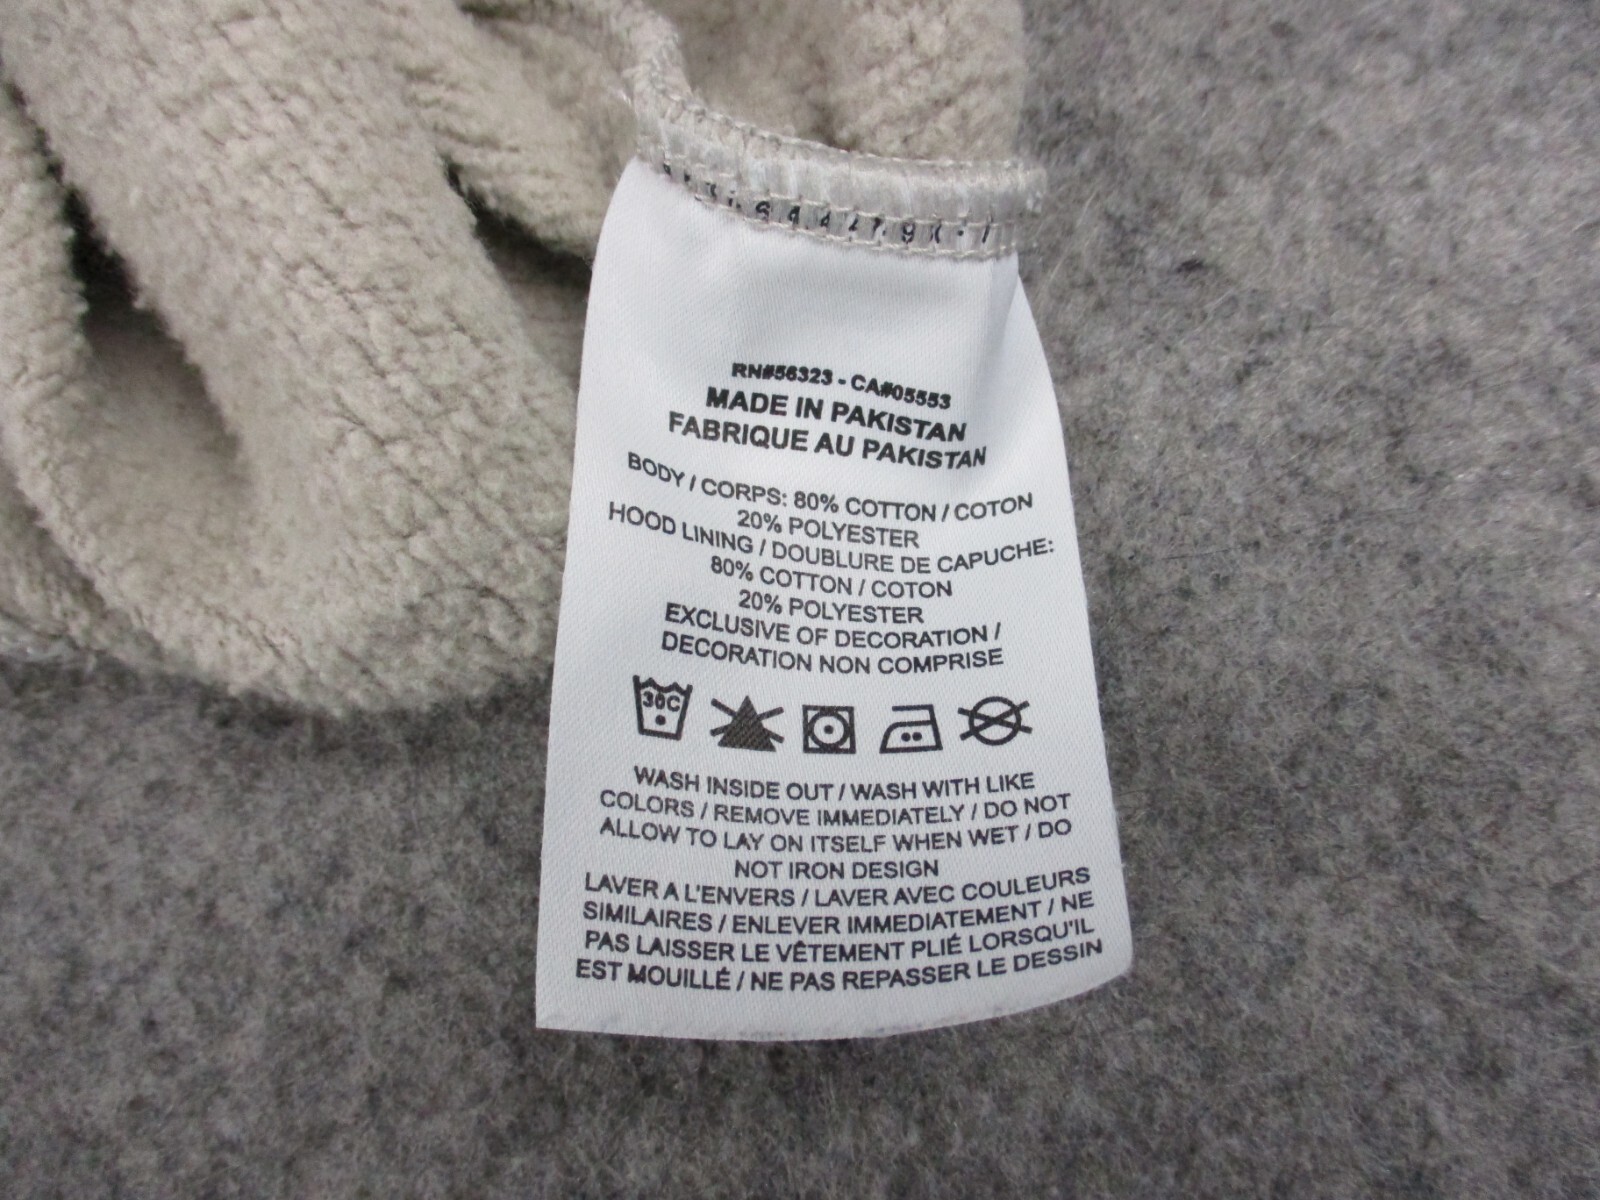 RN#56323 - CA#05553
MADE IN PAKISTAN
FABRIQUE AU PAKISTAN
BODY / CORPS: 80% COTTON / COTON
20% POLYESTER
HOOD LINING / DOUBLURE DE CAPUCHE:
80% COTTON / COTON
20% POLYESTER
EXCLUSIVE OF DECORATION /
DECORATION NON COMPRISE
30C
WASH INSIDE OUT / WASH WITH LIKE
COLORS / REMOVE IMMEDIATELY / DO NOT
ALLOW TO LAY ON ITSELF WHEN WET / DO
NOT IRON DESIGN
LAVER A L'ENVERS / LAVER AVEC COULEURS
SIMILAIRES / ENLEVER IMMEDIATEMENT / NE
PAS LAISSER LE VÊTEMENT PLIÉ LORSQU'IL
EST MOUILLÉ / NE PAS REPASSER LE DESSIN